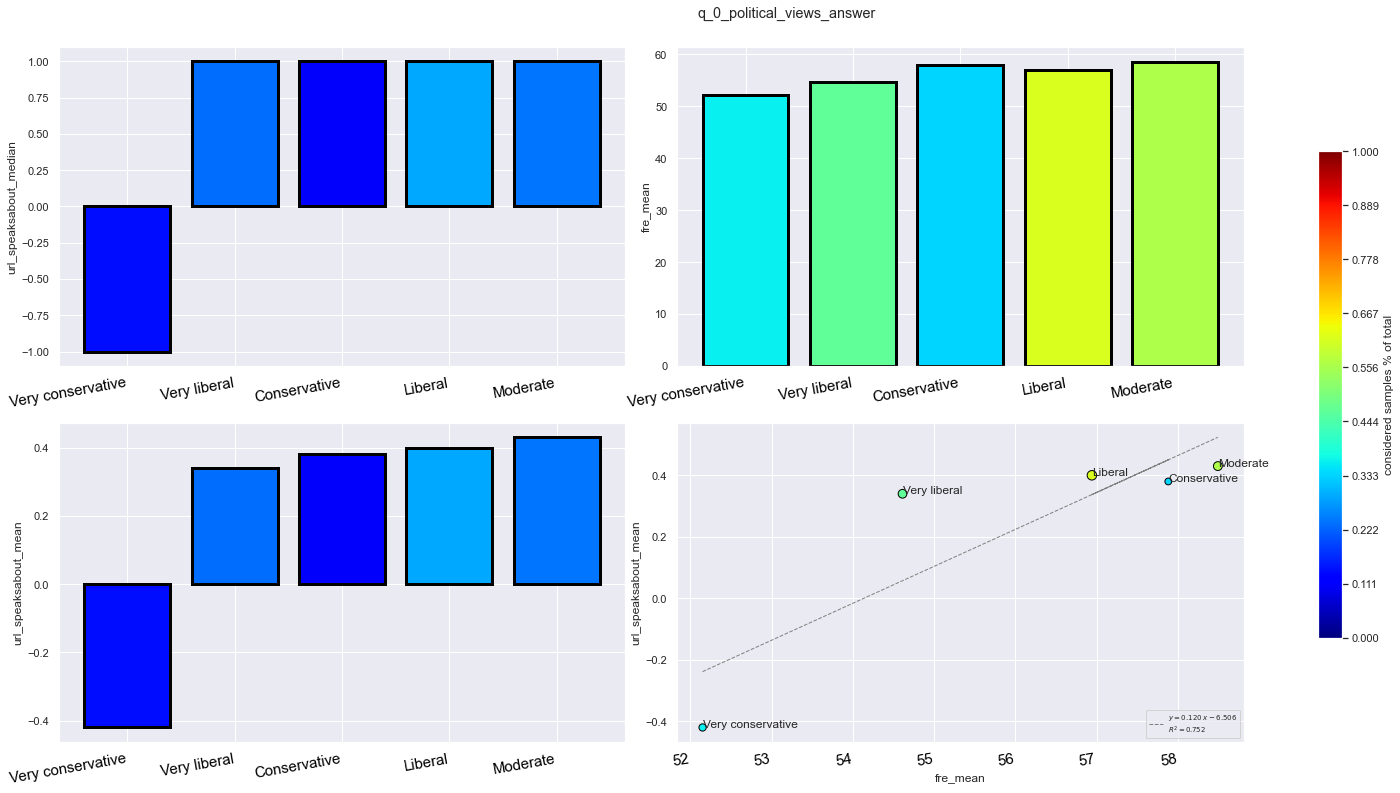 q_0_political_views_answer
url_speaksabout_median
1.00
0.75
0.50
0.25
0.00
−0.25
−0.50
−0.75
−1.00
Very conservative
Very liberal
Conservative
Liberal
Moderate
fre_mean
60
50
40
30
20
10
0
Very conservative
Very liberal
Conservative
Liberal
Moderate
url_speaksabout_mean
0.4
0.2
0.0
−0.2
−0.4
Very conservative
Very liberal
Conservative
Liberal
Moderate
url_speaksabout_mean
0.4
0.2
0.0
−0.2
−0.4
Very conservative
Very liberal
Liberal
Conservative
Moderate
y = 0.120 x − 6.506
R² = 0.752
52
53
54
55
56
57
58
fre_mean
1.000
0.889
0.778
0.667
0.556
0.444
0.333
0.222
0.111
0.000
considered samples % of total